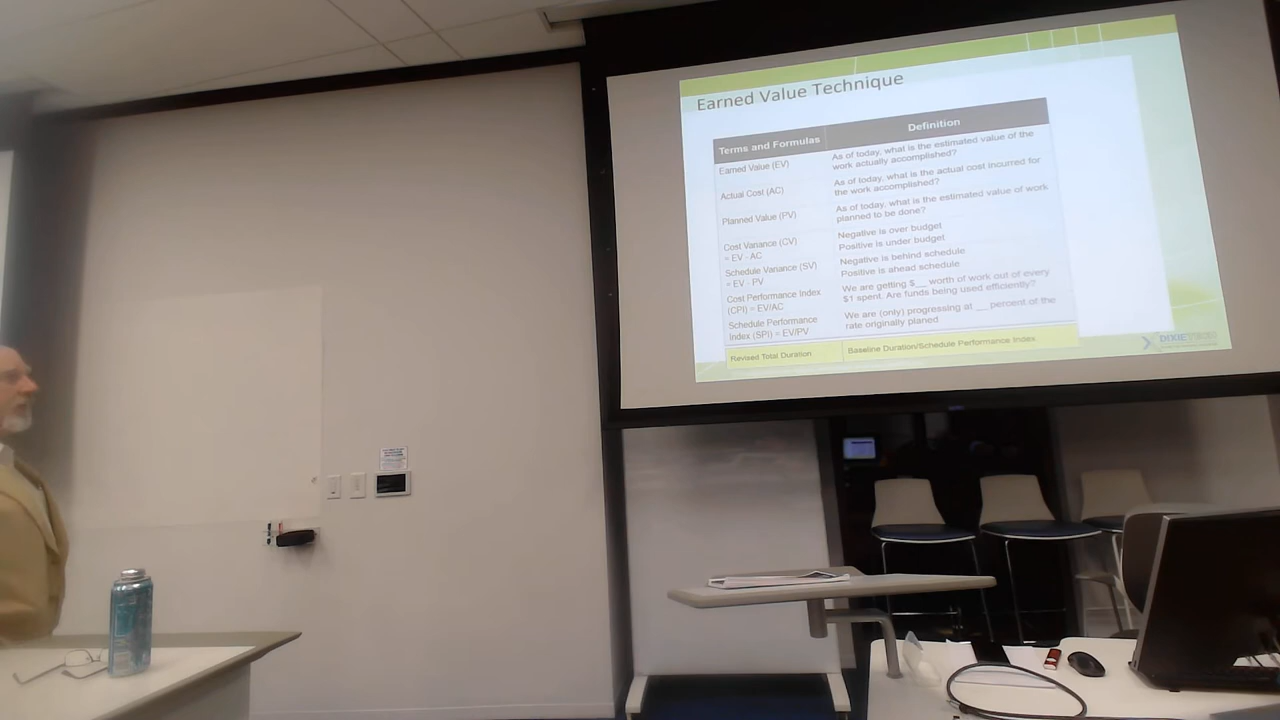 Earned Value Technique
Terms and Formulas
Definition
Earned Value (EV)
As of today, what is the estimated value of the
work actually accomplished?
Actual Cost (AC)
As of today, what is the actual cost incurred for
the work accomplished?
Planned Value (PV)
As of today, what is the estimated value of work
planned to be done?
Cost Variance (CV)
= EV - AC
Negative is over budget
Positive is under budget
Schedule Variance (SV)
= EV - PV
Negative is behind schedule
Positive is ahead schedule
Cost Performance Index
(CPI) = EV/AC
We are getting $__ worth of work out of every
$1 spent. Are funds being used efficiently?
Schedule Performance
Index (SPI) = EV/PV
We are (only) progressing at __ percent of the
rate originally planed
Revised Total Duration
Baseline Duration/Schedule Performance Index
DIXIE